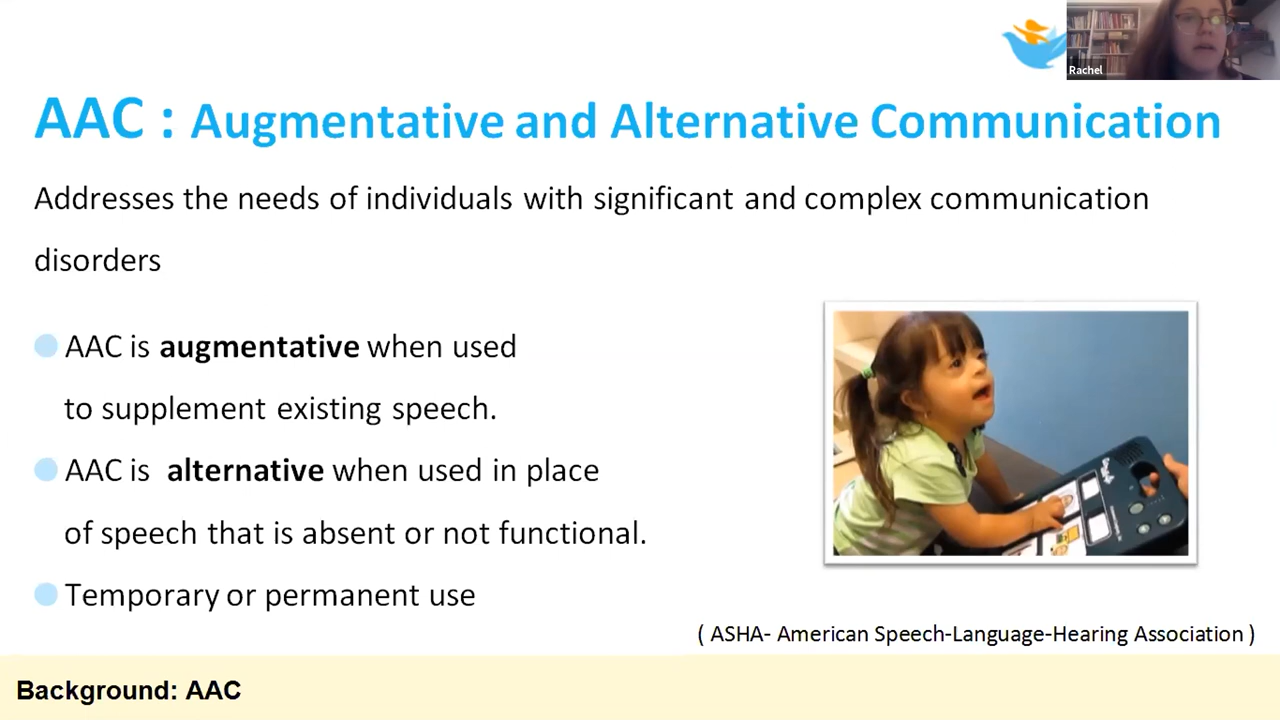 Rachel
AAC : Augmentative and Alternative Communication
Addresses the needs of individuals with significant and complex communication
disorders
AAC is augmentative when used
to supplement existing speech.
AAC is alternative when used in place
of speech that is absent or not functional.
Temporary or permanent use
( ASHA- American Speech-Language-Hearing Association )
Background: AAC